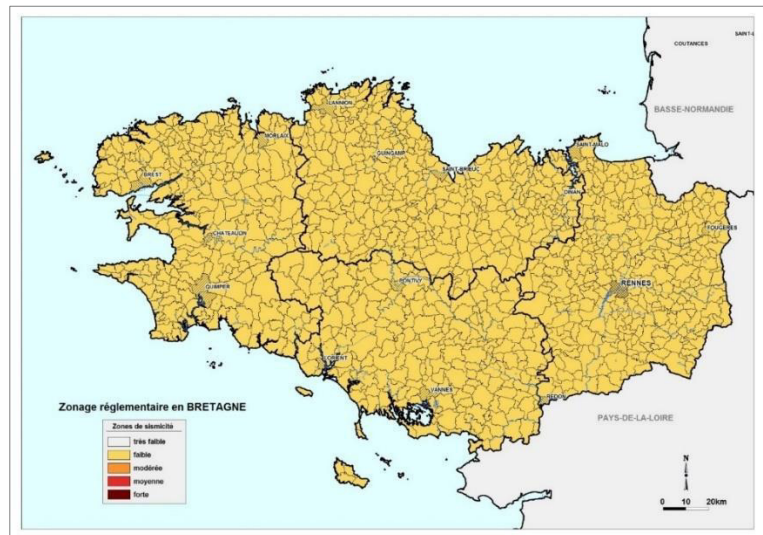 COUTANCES
SAINT-L
BASSE-NORMANDIE
LANNION
MORLAIX
GUINGAMP
SAINT-MALO
SAINT-BRIEUC
BREST
DINAN
FOUGÈRES
CHATEAULIN
PONTIVY
RENNES
QUIMPER
LORIENT
VANNES
REDON
PAYS-DE-LA-LOIRE
Zonage réglementaire en BRETAGNE
Zones de sismicité
très faible
faible
modérée
moyenne
forte
N
0 10 20km